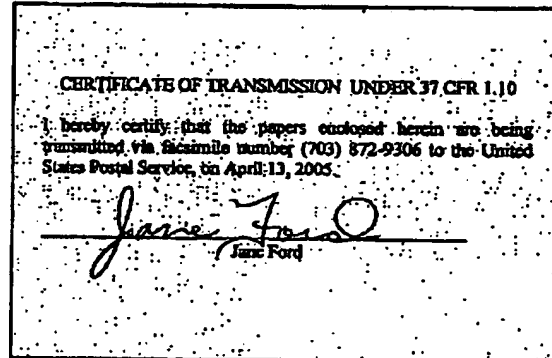 CERTIFICATE OF TRANSMISSION UNDER 37 CFR 1.10
I hereby certify that the papers enclosed herein are being
transmitted via facsimile number (703) 872-9306 to the United
States Postal Service, on April 13, 2005.
Jane Ford
Jane Ford